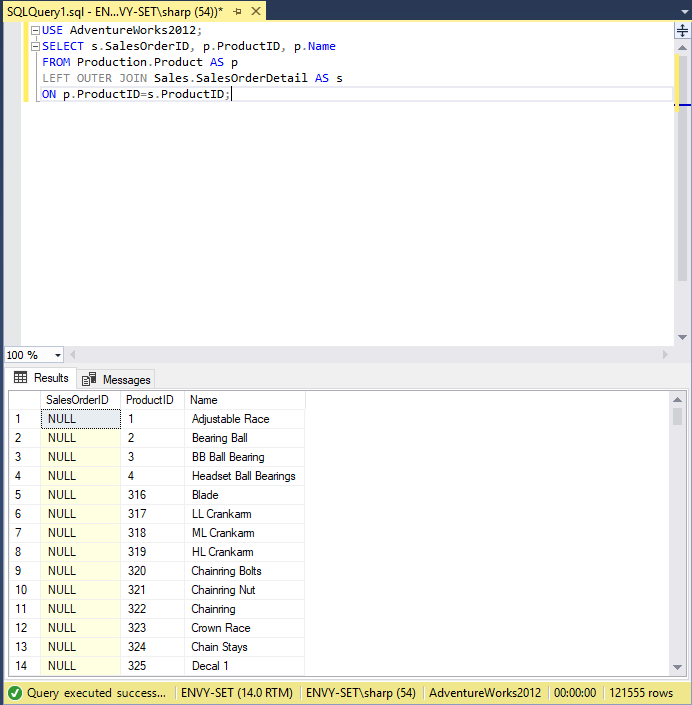 SQLQuery1.sql - EN...VY-SET\sharp (54))*
USE AdventureWorks2012;
SELECT s.SalesOrderID, p.ProductID, p.Name
FROM Production.Product AS p
LEFT OUTER JOIN Sales.SalesOrderDetail AS s
ON p.ProductID=s.ProductID;
100 %
Results Messages
SalesOrderID ProductID Name
1 NULL 1 Adjustable Race
2 NULL 2 Bearing Ball
3 NULL 3 BB Ball Bearing
4 NULL 4 Headset Ball Bearings
5 NULL 316 Blade
6 NULL 317 LL Crankarm
7 NULL 318 ML Crankarm
8 NULL 319 HL Crankarm
9 NULL 320 Chainring Bolts
10 NULL 321 Chainring Nut
11 NULL 322 Chainring
12 NULL 323 Crown Race
13 NULL 324 Chain Stays
14 NULL 325 Decal 1
Query executed success... ENVY-SET (14.0 RTM) ENVY-SET\sharp (54) AdventureWorks2012 00:00:00 121555 rows